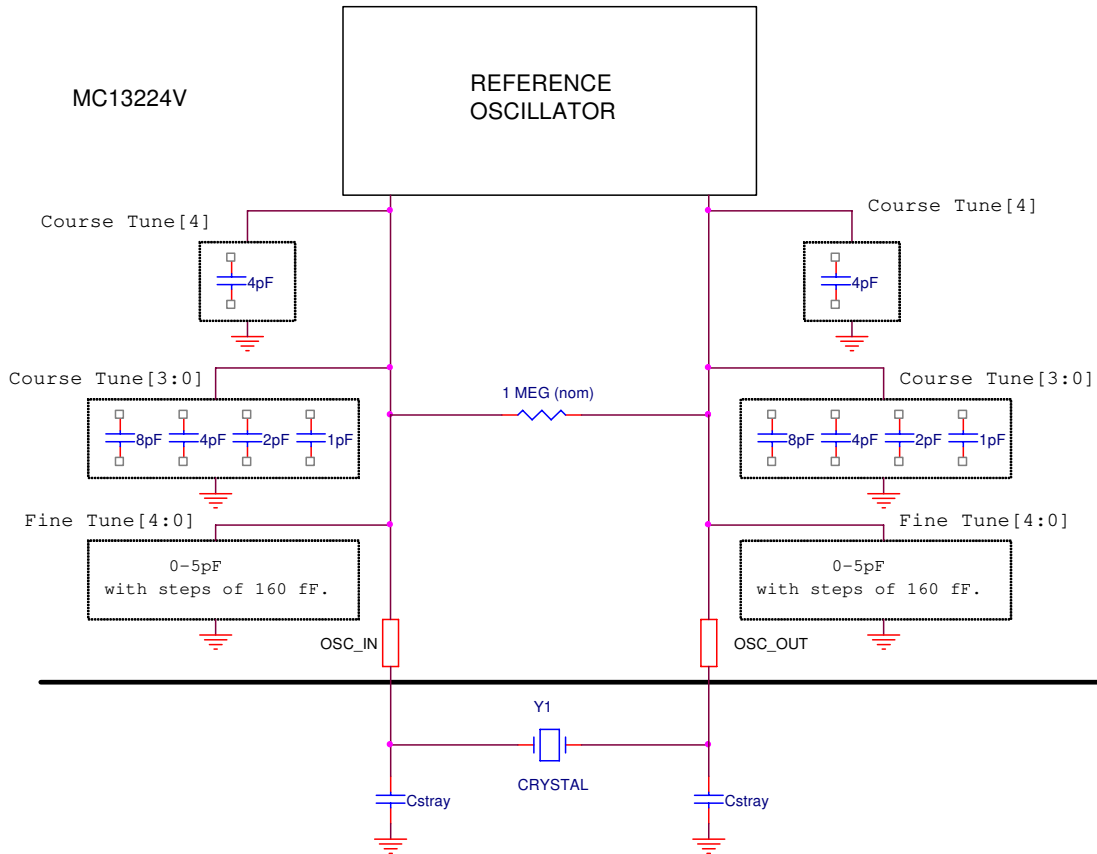 MC13224V
REFERENCE
OSCILLATOR
Course Tune[4]
Course Tune[4]
4pF
4pF
Course Tune[3:0]
Course Tune[3:0]
1 MEG (nom)
8pF
4pF
2pF
1pF
8pF
4pF
2pF
1pF
Fine Tune[4:0]
Fine Tune[4:0]
0-5pF
with steps of 160 fF.
0-5pF
with steps of 160 fF.
OSC_IN
OSC_OUT
Y1
CRYSTAL
Cstray
Cstray